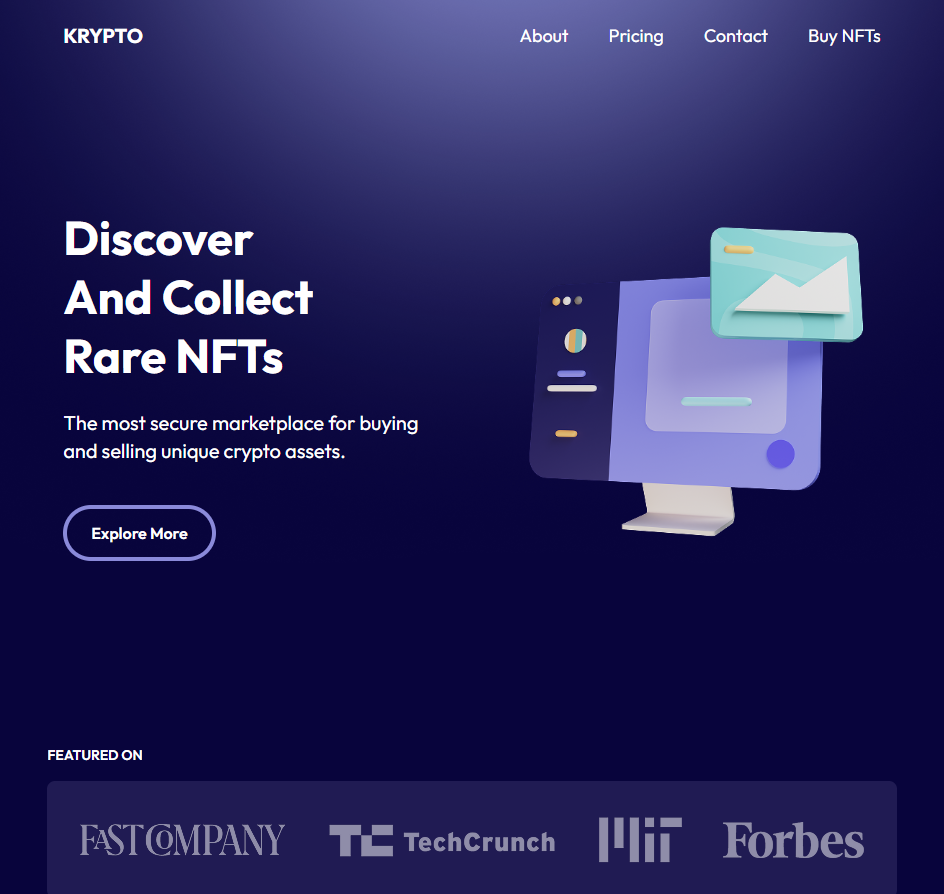 KRYPTO
About Pricing Contact Buy NFTs
Discover
And Collect
Rare NFTs
The most secure marketplace for buying
and selling unique crypto assets.
Explore More
FEATURED ON
FAST COMPANY TC TechCrunch MIT Forbes